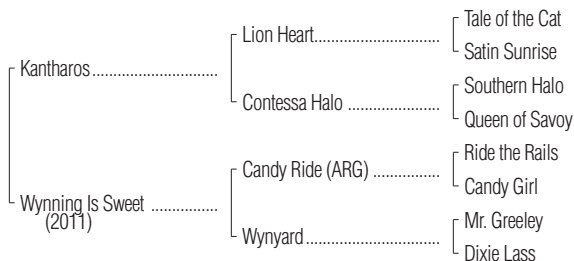 Tale of the Cat
Lion Heart
Satin Sunrise
Kantharos
Southern Halo
Contessa Halo
Queen of Savoy
Ride the Rails
Candy Ride (ARG)
Candy Girl
Wynning Is Sweet
(2011)
Mr. Greeley
Wynyard
Dixie Lass